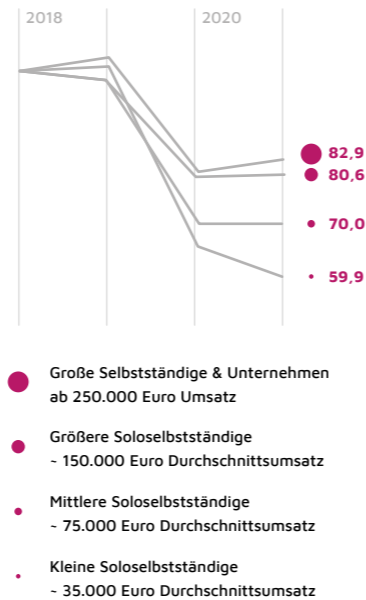 2018 2020
82,9
80,6
70,0
59,9
Große Selbstständige & Unternehmen
ab 250.000 Euro Umsatz
Größere Soloselbstständige
~ 150.000 Euro Durchschnittsumsatz
Mittlere Soloselbstständige
~ 75.000 Euro Durchschnittsumsatz
Kleine Soloselbstständige
~ 35.000 Euro Durchschnittsumsatz